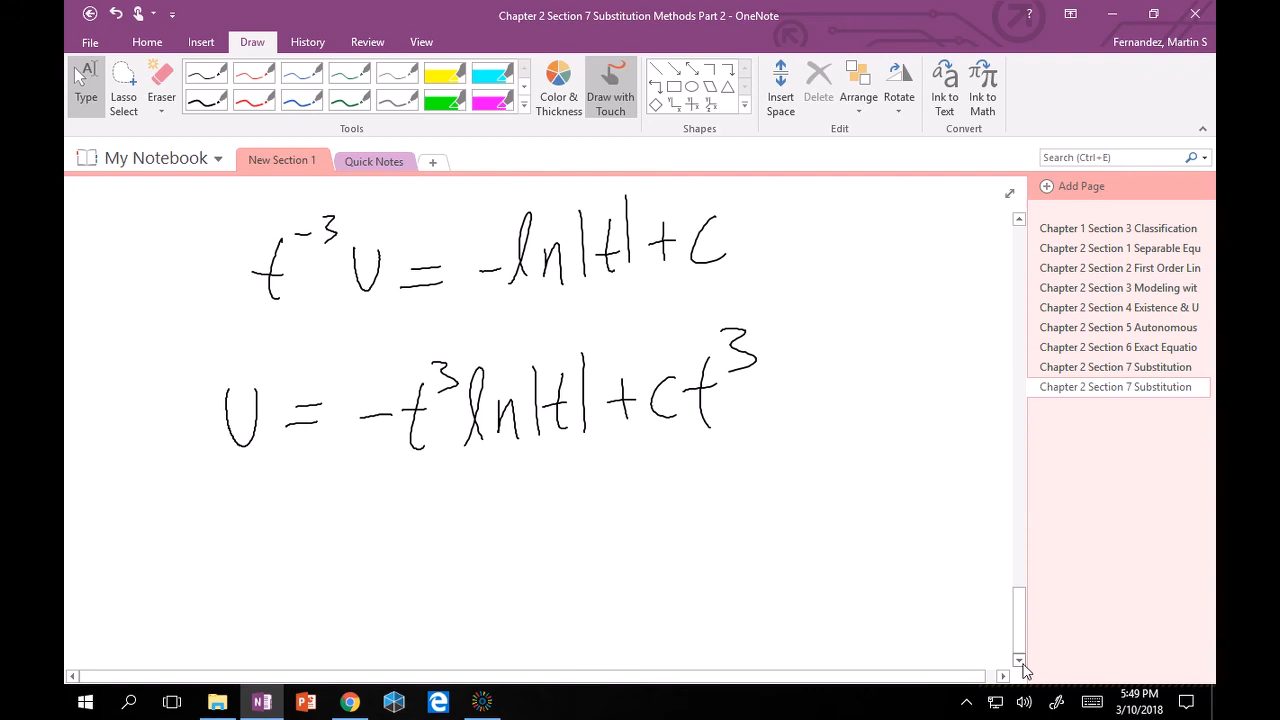 Chapter 2 Section 7 Substitution Methods Part 2 - OneNote
?
File Home Insert Draw History Review View
Fernandez, Martin S
Type
Lasso Select
Eraser
Color & Thickness
Draw with Touch
Insert Space
Delete
Arrange
Rotate
Ink to Text
Ink to Math
Tools
Shapes
Edit
Convert
My Notebook
New Section 1
Quick Notes
Search (Ctrl+E)
Add Page
Chapter 1 Section 3 Classification
Chapter 2 Section 1 Separable Equ
Chapter 2 Section 2 First Order Lin
Chapter 2 Section 3 Modeling wit
Chapter 2 Section 4 Existence & U
Chapter 2 Section 5 Autonomous
Chapter 2 Section 6 Exact Equatio
Chapter 2 Section 7 Substitution
Chapter 2 Section 7 Substitution
t⁻³ U = -ln|t| + C
U = -t³ ln|t| + ct³
5:49 PM
3/10/2018